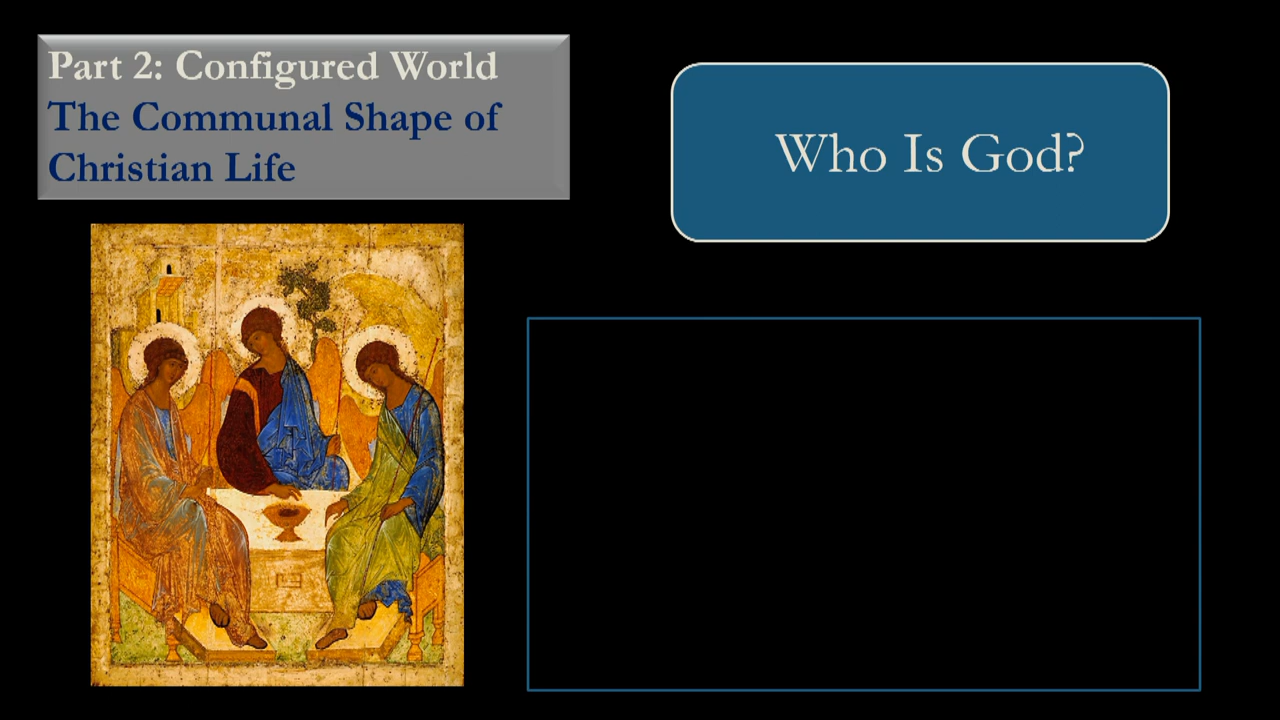 Part 2: Configured World
The Communal Shape of
Christian Life
Who Is God?